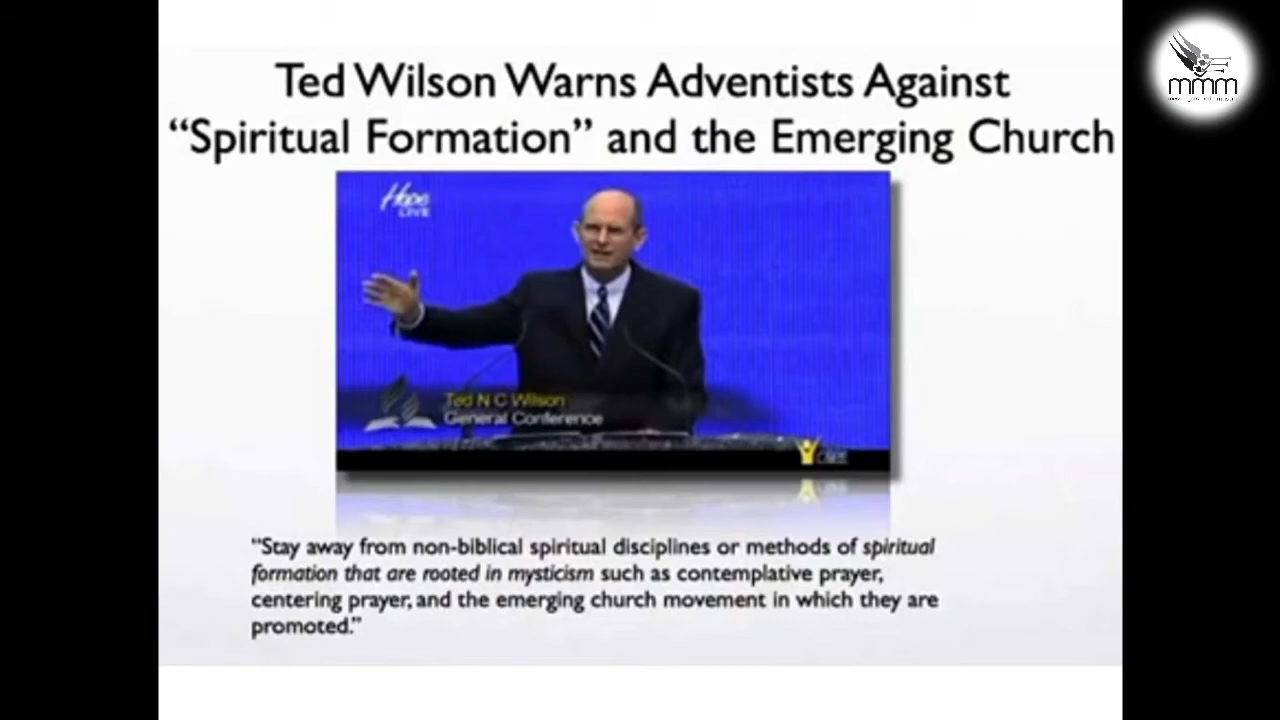 Ted Wilson Warns Adventists Against
“Spiritual Formation” and the Emerging Church
Hope
LIVE
Ted N C Wilson
General Conference
“Stay away from non-biblical spiritual disciplines or methods of spiritual
formation that are rooted in mysticism such as contemplative prayer,
centering prayer, and the emerging church movement in which they are
promoted.”
mmm